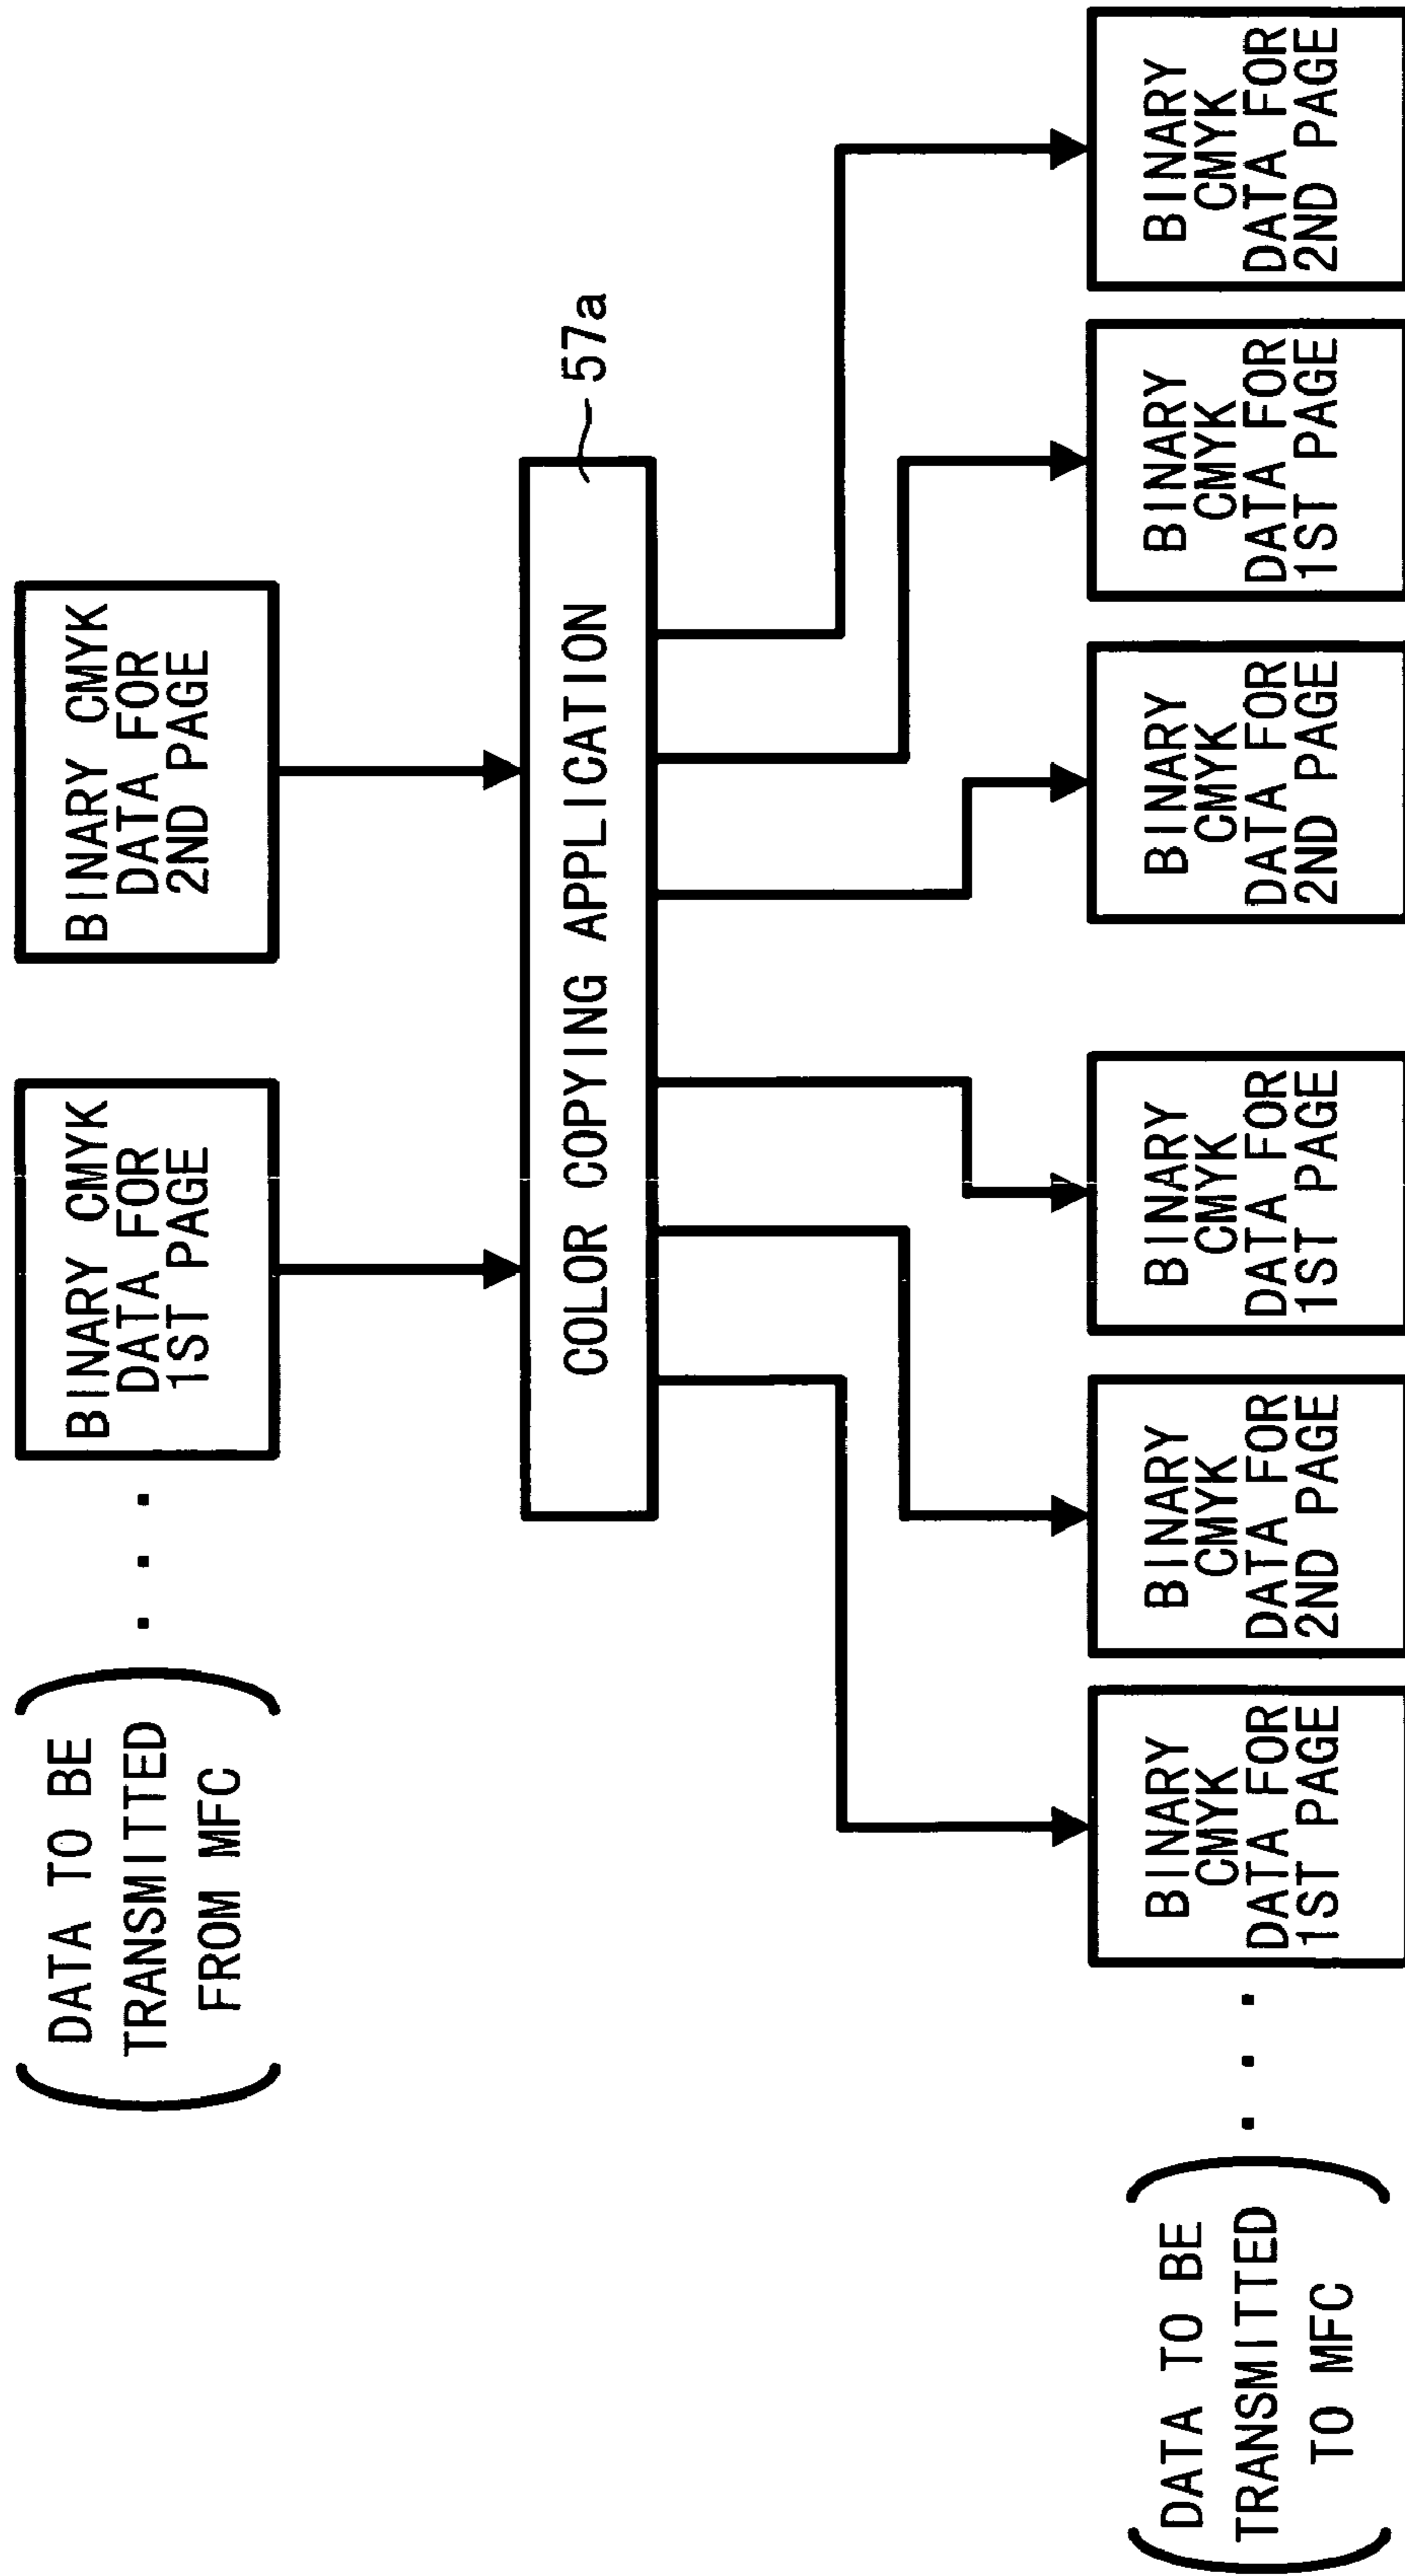 DATA TO BE
TRANSMITTED
FROM MFC
. . .
BINARY CMYK
DATA FOR
1ST PAGE
BINARY CMYK
DATA FOR
2ND PAGE
COLOR COPYING APPLICATION
57a
DATA TO BE
TRANSMITTED
TO MFC
. . .
BINARY
CMYK
DATA FOR
1ST PAGE
BINARY
CMYK
DATA FOR
2ND PAGE
BINARY
CMYK
DATA FOR
1ST PAGE
BINARY
CMYK
DATA FOR
2ND PAGE
BINARY
CMYK
DATA FOR
1ST PAGE
BINARY
CMYK
DATA FOR
2ND PAGE